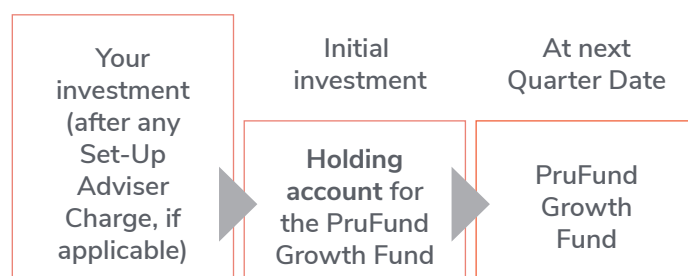 Your
investment
(after any
Set-Up
Adviser
Charge, if
applicable)
Initial
investment
Holding
account for
the PruFund
Growth Fund
At next
Quarter Date
PruFund
Growth
Fund